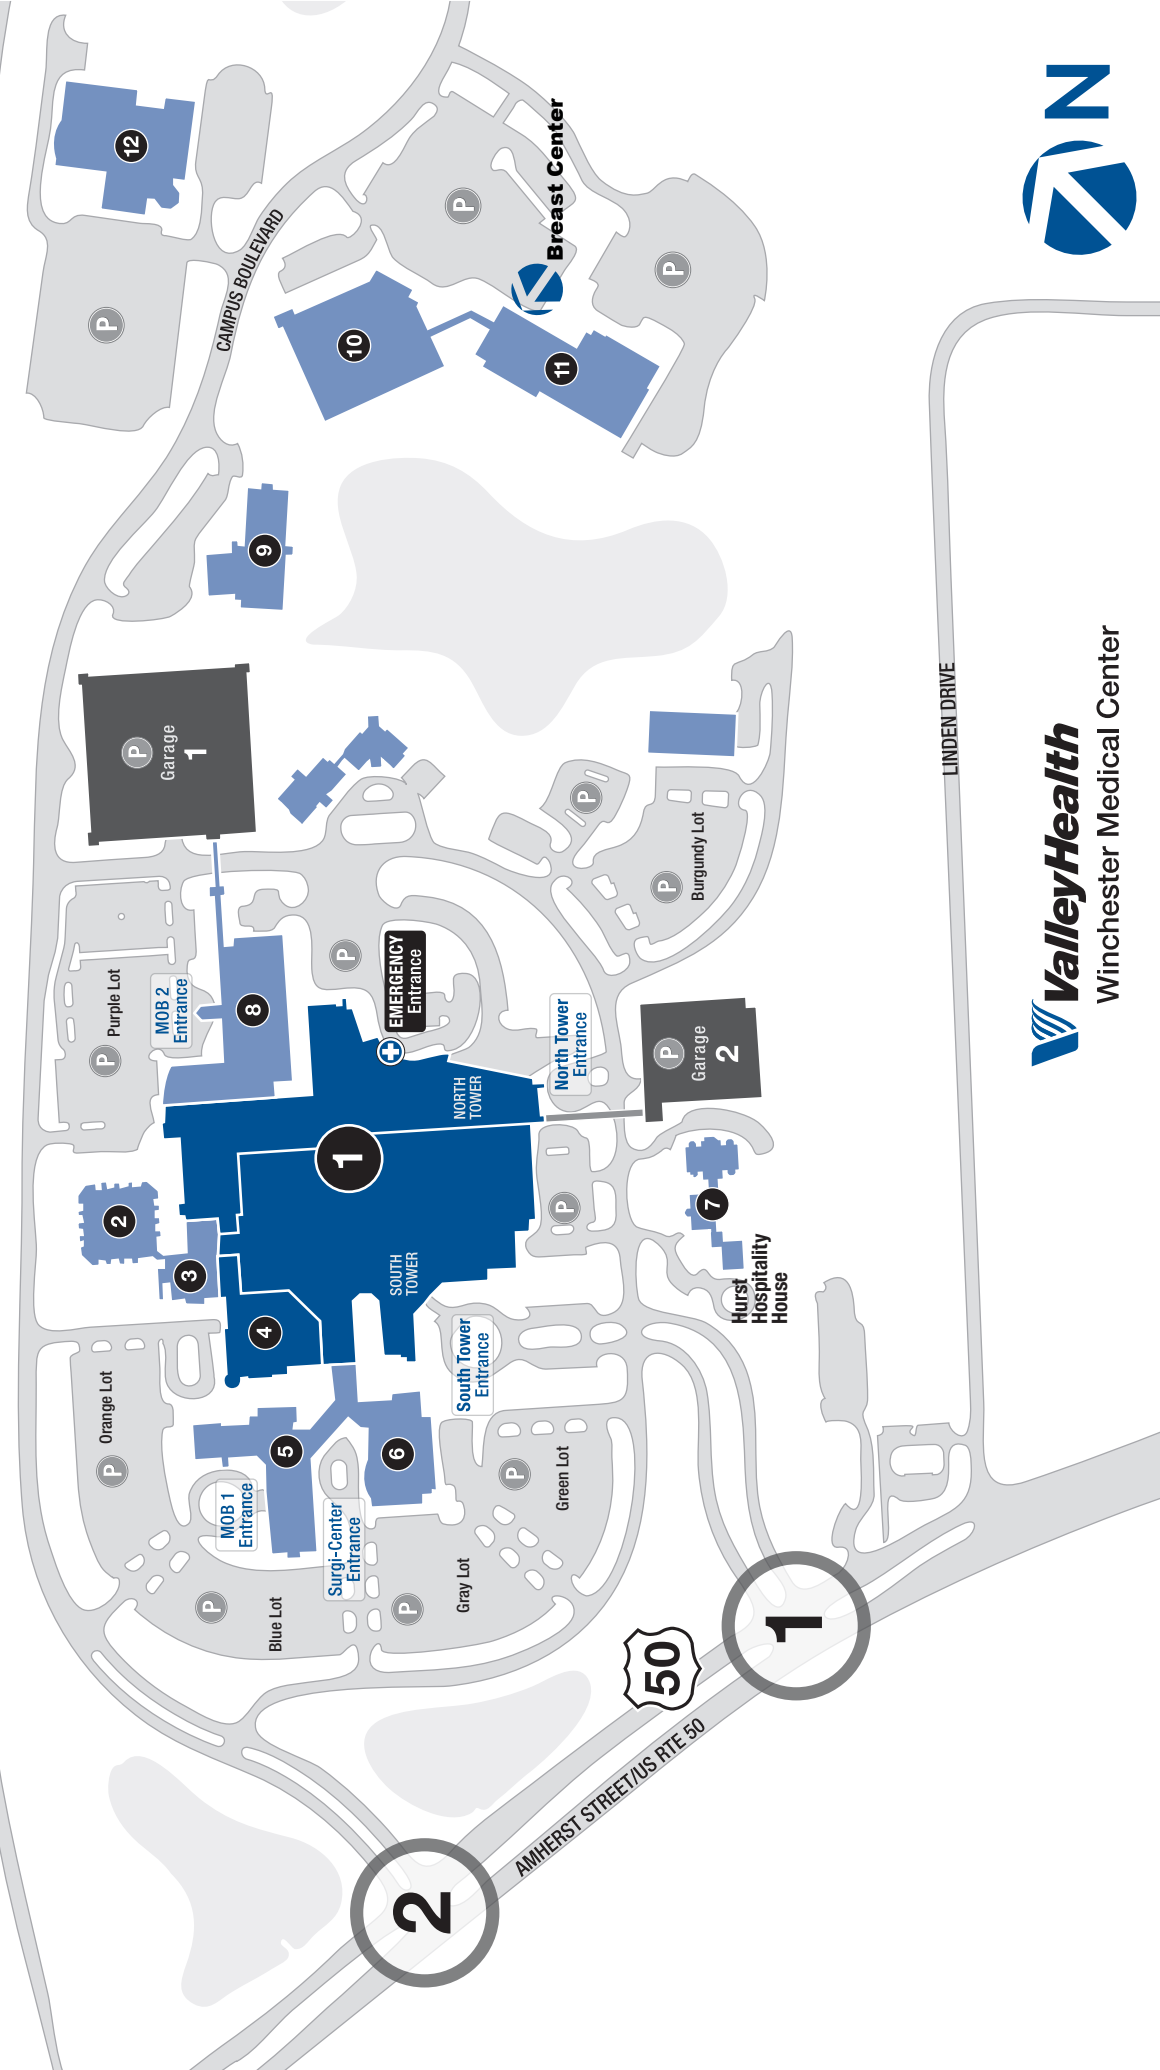 12
P
CAMPUS BOULEVARD
P
Breast Center
P
10
11
N
9
P
Garage
1
P
Burgundy Lot
P
LINDEN DRIVE
ValleyHealth
Winchester Medical Center
Purple Lot
P
MOB 2
Entrance
8
P
EMERGENCY
Entrance
North Tower
Entrance
P
Garage
2
NORTH
TOWER
1
2
3
4
SOUTH
TOWER
P
7
Hurst
Hospitality
House
South Tower
Entrance
Orange Lot
P
5
6
MOB 1
Entrance
Surgi-Center
Entrance
P
Green Lot
P
Blue Lot
P
Gray Lot
50
1
AMHERST STREET/US RTE 50
2